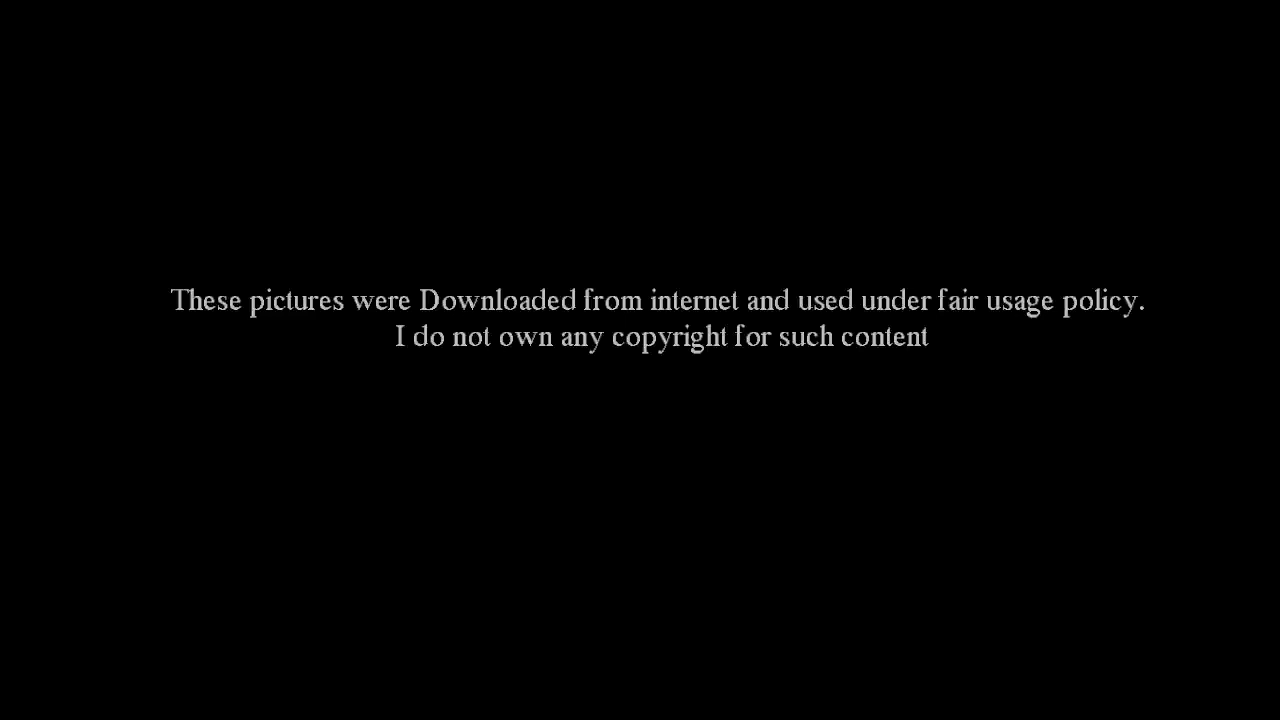 These pictures were Downloaded from internet and used under fair usage policy.
I do not own any copyright for such content